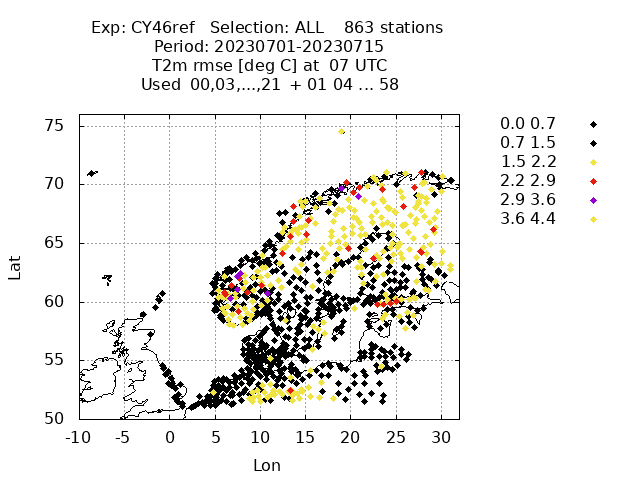 Exp: CY46ref   Selection: ALL    863 stations
Period: 20230701-20230715
T2m rmse [deg C] at  07 UTC
Used  00,03,...,21  + 01 04 ... 58
75
70
65
60
55
50
Lat
-10 -5 0 5 10 15 20 25 30
Lon
0.0 0.7
0.7 1.5
1.5 2.2
2.2 2.9
2.9 3.6
3.6 4.4